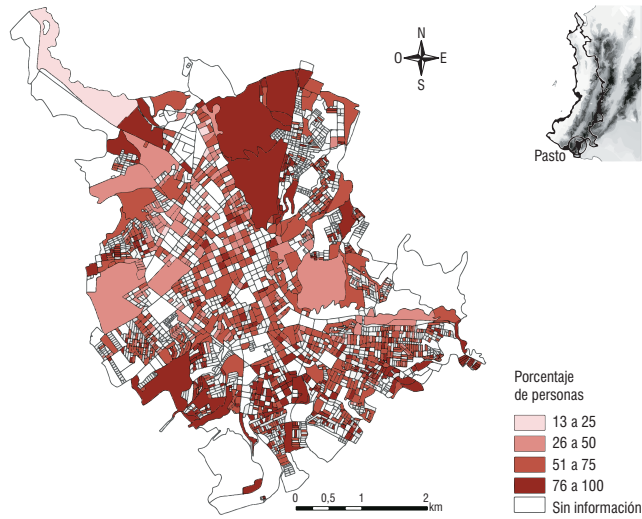 N
O E
S
Pasto
Porcentaje
de personas
13 a 25
26 a 50
51 a 75
76 a 100
Sin información
0 0,5 1 2
km